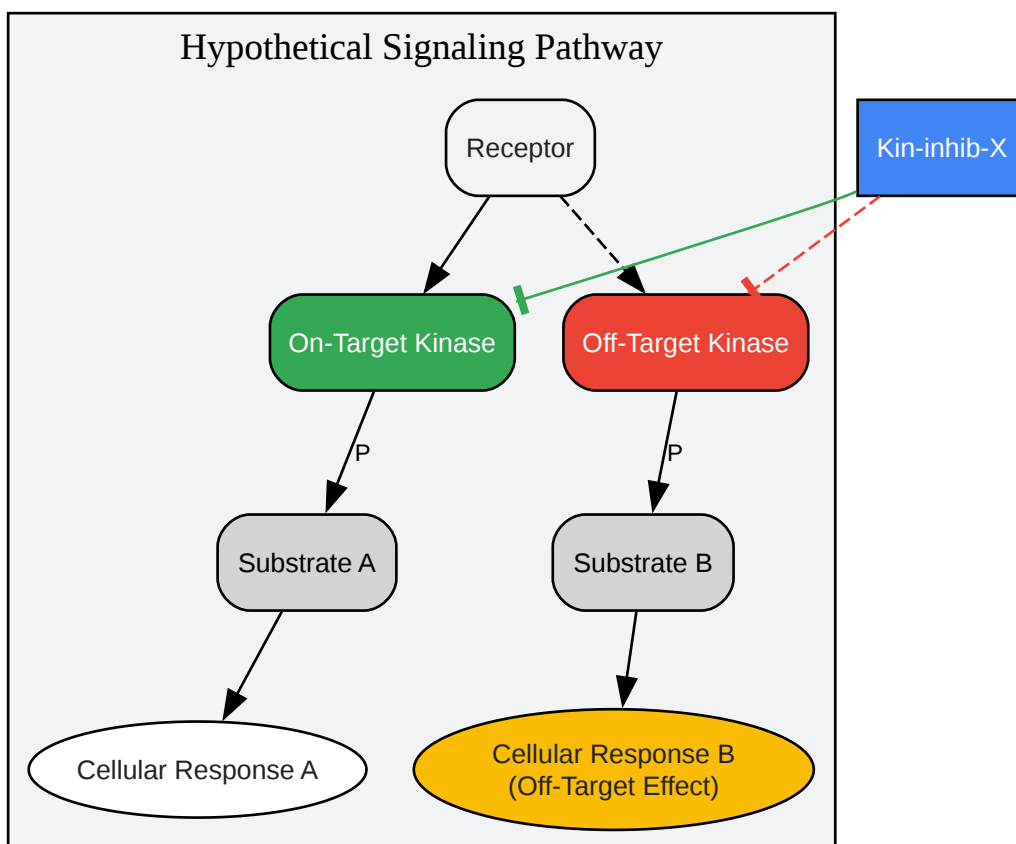 Hypothetical Signaling Pathway
Receptor
Kin-inhib-X
On-Target Kinase
Off-Target Kinase
P
P
Substrate A
Substrate B
Cellular Response A
Cellular Response B
(Off-Target Effect)